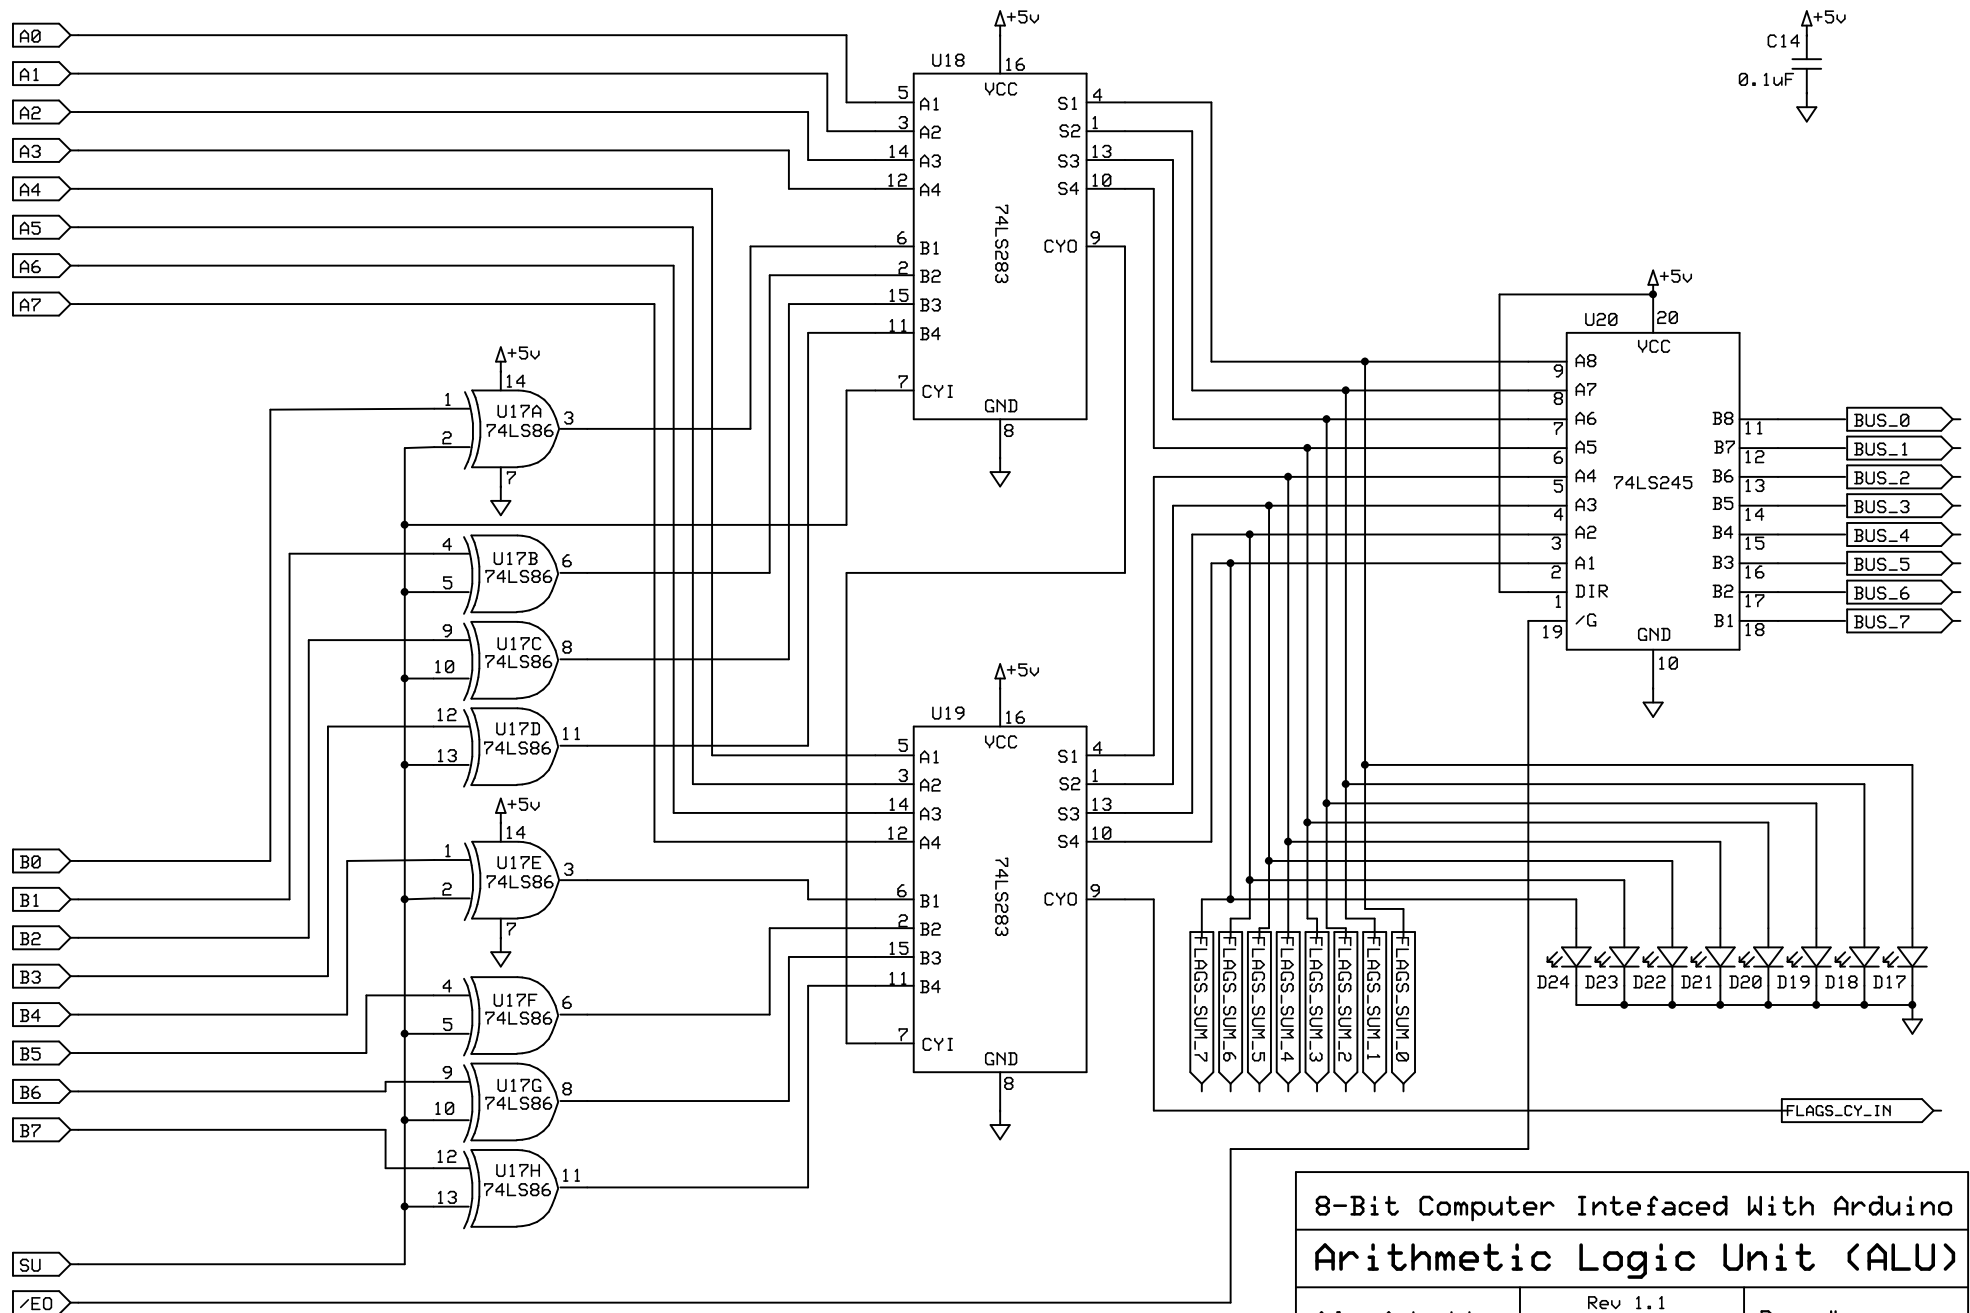 A0
A1
A2
A3
A4
A5
A6
A7
B0
B1
B2
B3
B4
B5
B6
B7
SU
/EO
+5v
14
1
2
U17A
74LS86
3
7
4
5
U17B
74LS86
6
9
10
U17C
74LS86
8
12
13
U17D
74LS86
11
+5v
14
1
2
U17E
74LS86
3
7
4
5
U17F
74LS86
6
9
10
U17G
74LS86
8
12
13
U17H
74LS86
11
+5v
U18
16
VCC
5 A1
3 A2
14 A3
12 A4
6 B1
2 B2
15 B3
11 B4
7 CYI
S1 4
S2 1
S3 13
S4 10
CYO 9
74LS283
GND
8
+5v
U19
16
VCC
5 A1
3 A2
14 A3
12 A4
6 B1
2 B2
15 B3
11 B4
7 CYI
S1 4
S2 1
S3 13
S4 10
CYO 9
74LS283
GND
8
+5v
C14
0.1uF
+5v
U20
20
VCC
A8 9
A7 8
A6 7
A5 6
A4 5
A3 4
A2 3
A1 2
DIR 1
/G 19
74LS245
B8 11
B7 12
B6 13
B5 14
B4 15
B3 16
B2 17
B1 18
GND
10
BUS_0
BUS_1
BUS_2
BUS_3
BUS_4
BUS_5
BUS_6
BUS_7
FLAGS_SUM_7
FLAGS_SUM_6
FLAGS_SUM_5
FLAGS_SUM_4
FLAGS_SUM_3
FLAGS_SUM_2
FLAGS_SUM_1
FLAGS_SUM_0
D24
D23
D22
D21
D20
D19
D18
D17
FLAGS_CY_IN
8-Bit Computer Intefaced With Arduino
Arithmetic Logic Unit (ALU)
Rev 1.1